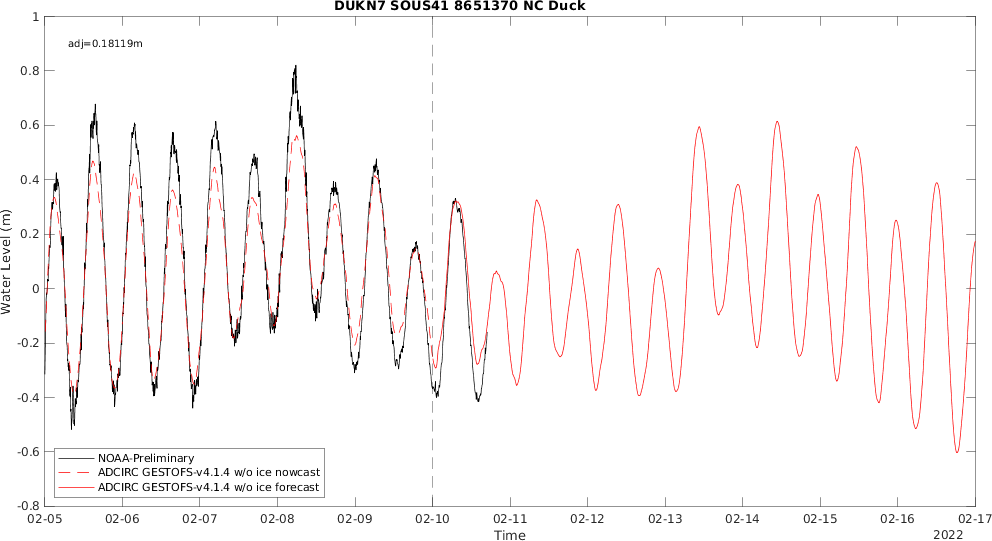 DUKN7 SOUS41 8651370 NC Duck
adj=0.18119m
1
0.8
0.6
0.4
0.2
0
-0.2
-0.4
-0.6
-0.8
Water Level (m)
NOAA-Preliminary
ADCIRC GESTOFS-v4.1.4 w/o ice nowcast
ADCIRC GESTOFS-v4.1.4 w/o ice forecast
02-05 02-06 02-07 02-08 02-09 02-10 02-11 02-12 02-13 02-14 02-15 02-16 02-17
Time
2022